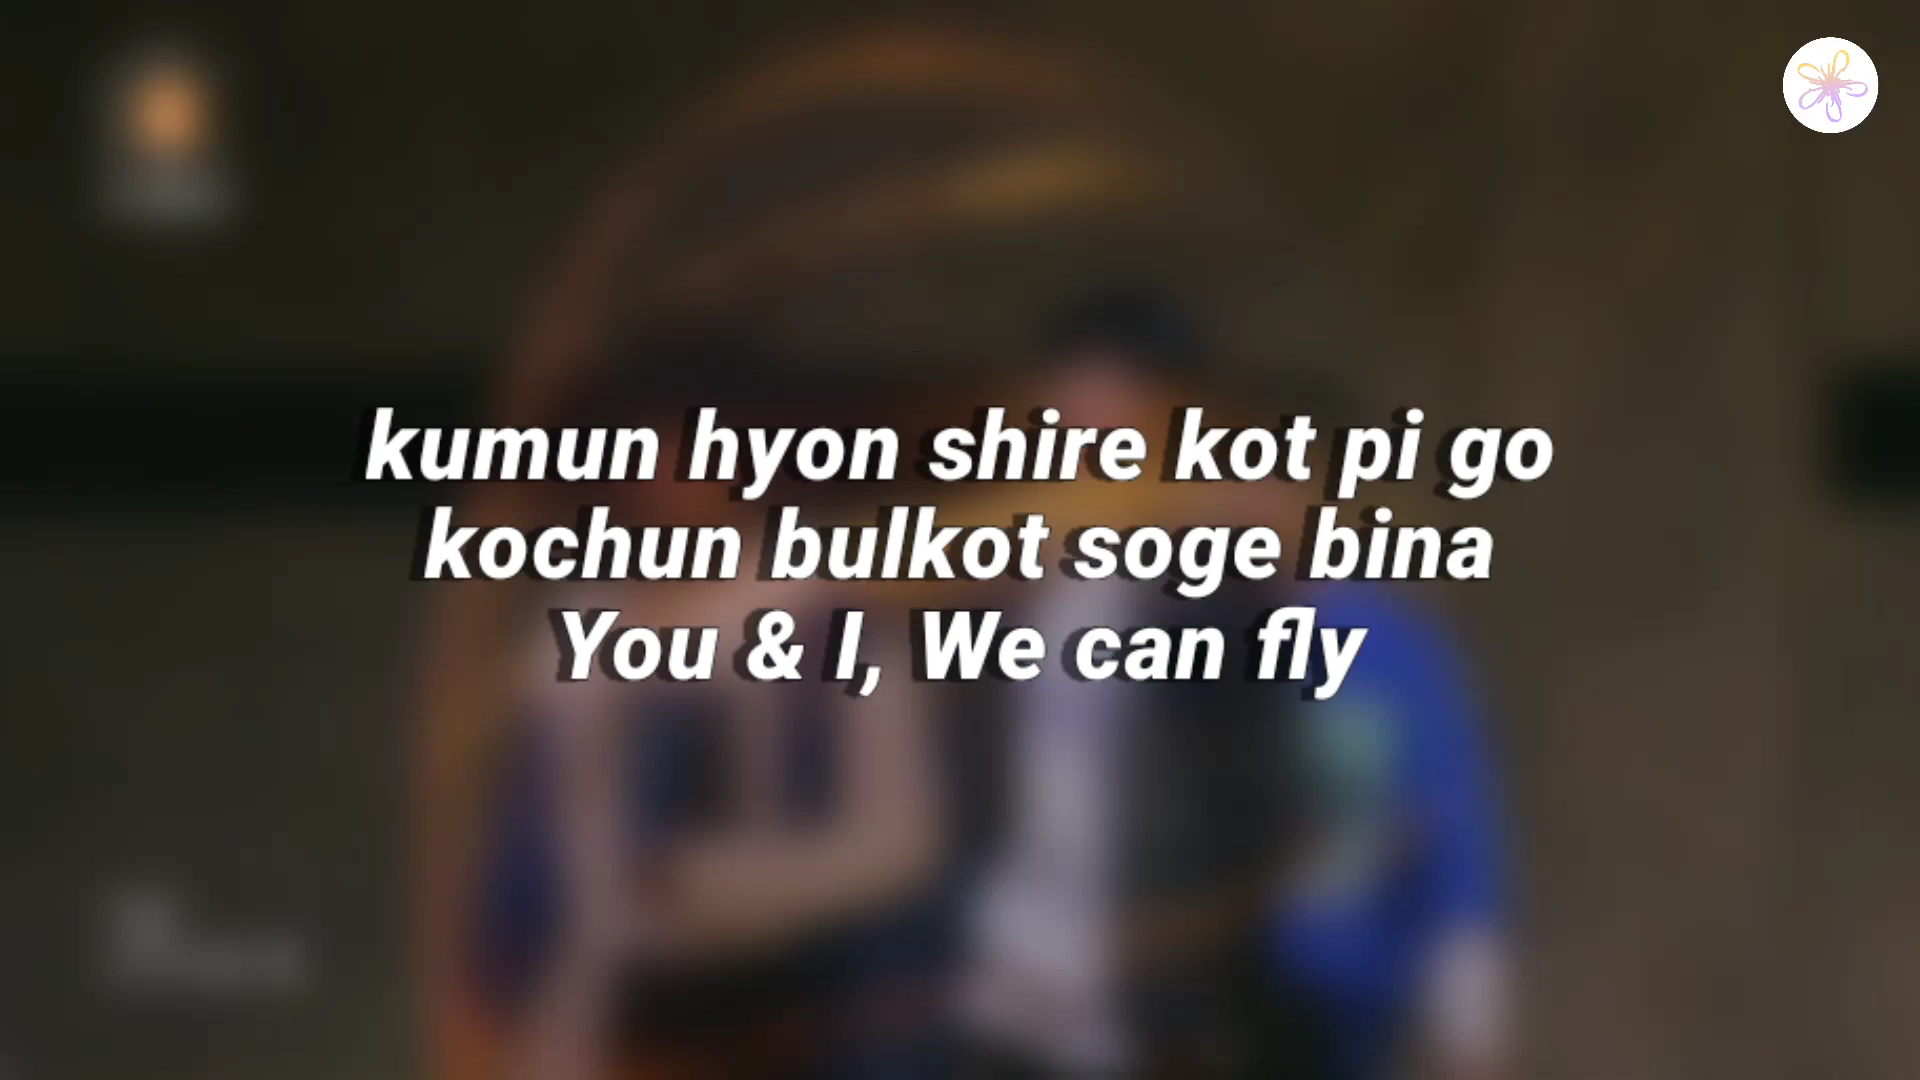 kumun hyon shire kot pi go
kochun bulkot soge bina
You & I, We can fly